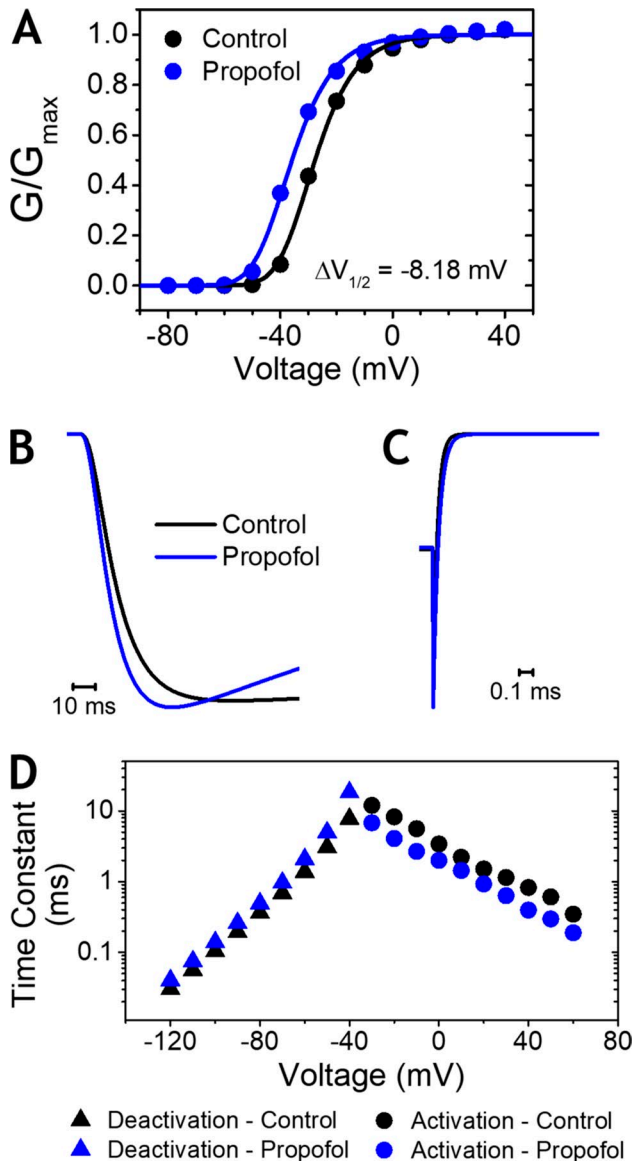 A
Control
Propofol
G/Gmax
1.0
0.8
0.6
0.4
0.2
0.0
ΔV1/2 = -8.18 mV
-80 -40 0 40
Voltage (mV)
B
C
Control
Propofol
10 ms
0.1 ms
D
Time Constant
(ms)
10
1
0.1
-120 -80 -40 0 40 80
Voltage (mV)
Deactivation - Control
Activation - Control
Deactivation - Propofol
Activation - Propofol